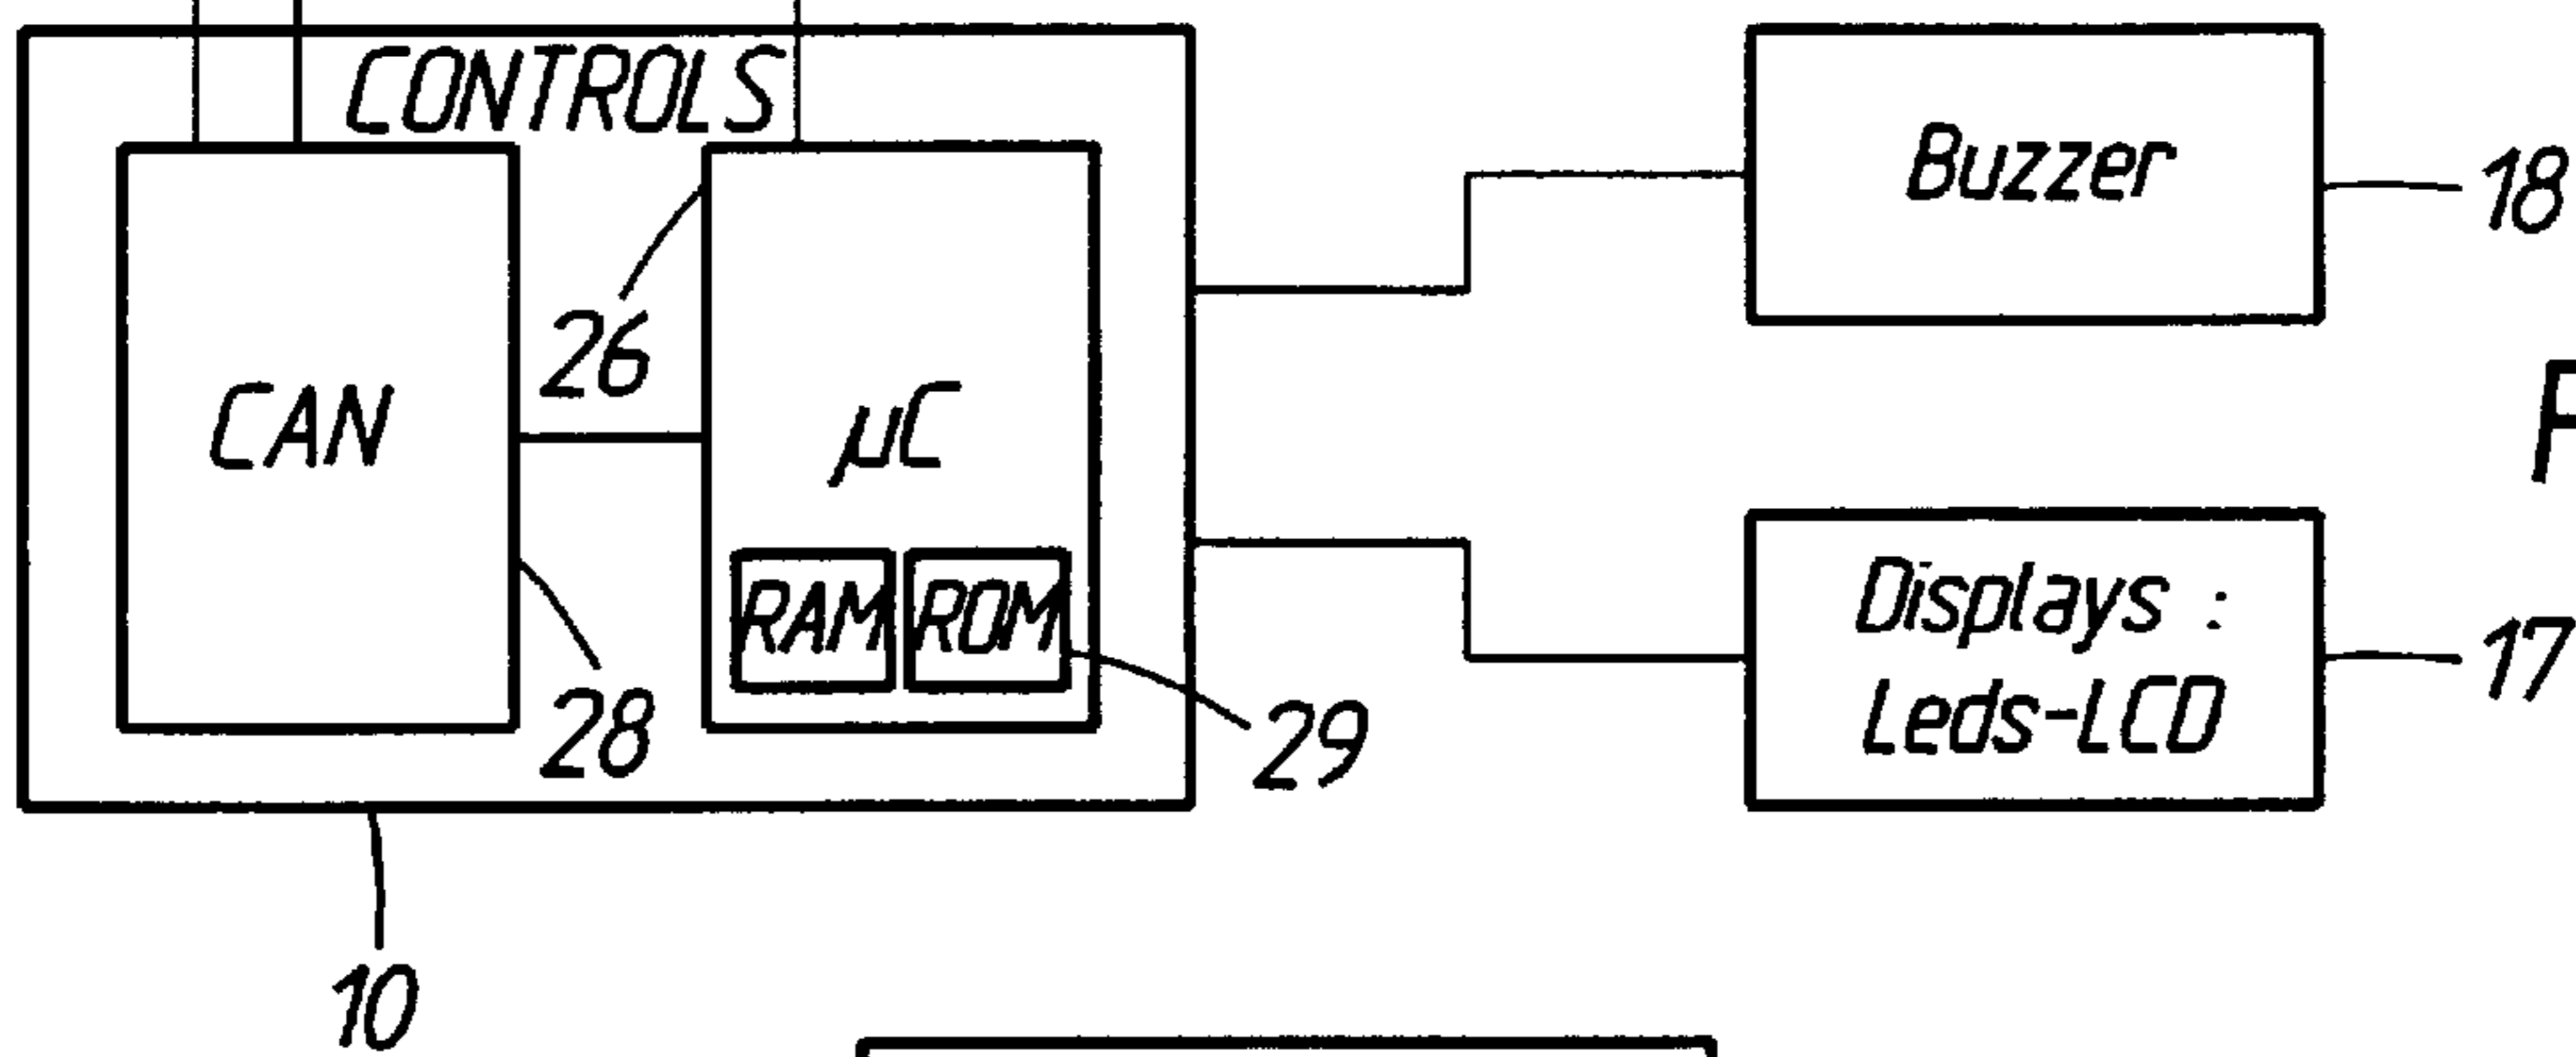 CONTROLS
Buzzer
18
26
CAN
µC
F
RAM
ROM
Displays :
Leds-LCD
17
28
29
10